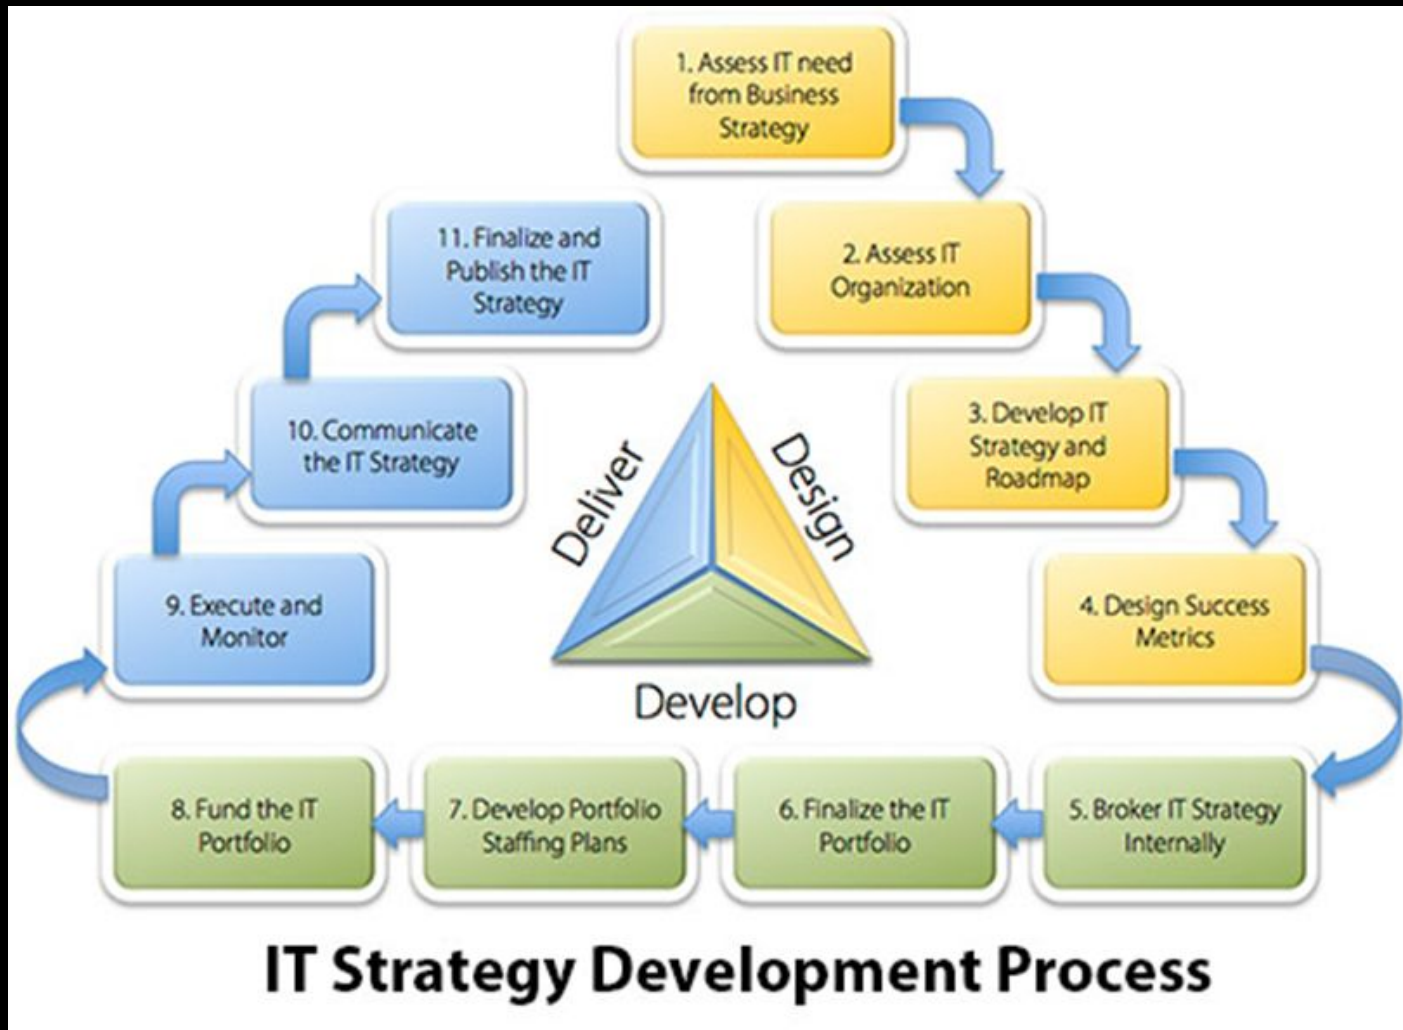 1. Assess IT need
from Business
Strategy
2. Assess IT
Organization
3. Develop IT
Strategy and
Roadmap
4. Design Success
Metrics
5. Broker IT Strategy
Internally
6. Finalize the IT
Portfolio
7. Develop Portfolio
Staffing Plans
8. Fund the IT
Portfolio
9. Execute and
Monitor
10. Communicate
the IT Strategy
11. Finalize and
Publish the IT
Strategy
Deliver
Design
Develop
IT Strategy Development Process